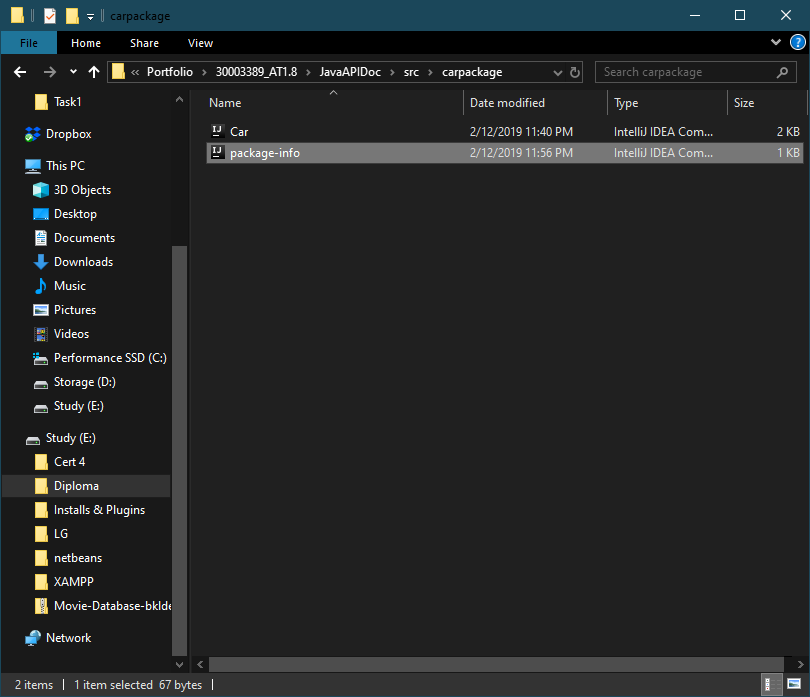 carpackage
File Home Share View
« Portfolio › 30003389_AT1.8 › JavaAPIDoc › src › carpackage
Search carpackage
Name Date modified Type Size
Car 2/12/2019 11:40 PM IntelliJ IDEA Com... 2 KB
package-info 2/12/2019 11:56 PM IntelliJ IDEA Com... 1 KB
Task1
Dropbox
This PC
3D Objects
Desktop
Documents
Downloads
Music
Pictures
Videos
Performance SSD (C:)
Storage (D:)
Study (E:)
Study (E:)
Cert 4
Diploma
Installs & Plugins
LG
netbeans
XAMPP
Movie-Database-bklde
Network
2 items 1 item selected 67 bytes